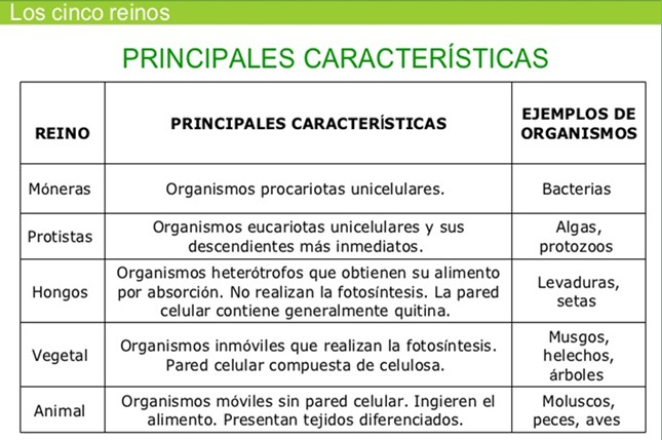 Los cinco reinos
PRINCIPALES CARACTERÍSTICAS
REINO
PRINCIPALES CARACTERÍSTICAS
EJEMPLOS DE
ORGANISMOS
Móneras
Organismos procariotas unicelulares.
Bacterias
Protistas
Organismos eucariotas unicelulares y sus
descendientes más inmediatos.
Algas,
protozoos
Hongos
Organismos heterótrofos que obtienen su alimento
por absorción. No realizan la fotosíntesis. La pared
celular contiene generalmente quitina.
Levaduras,
setas
Vegetal
Organismos inmóviles que realizan la fotosíntesis.
Pared celular compuesta de celulosa.
Musgos,
helechos,
árboles
Animal
Organismos móviles sin pared celular. Ingieren el
alimento. Presentan tejidos diferenciados.
Moluscos,
peces, aves